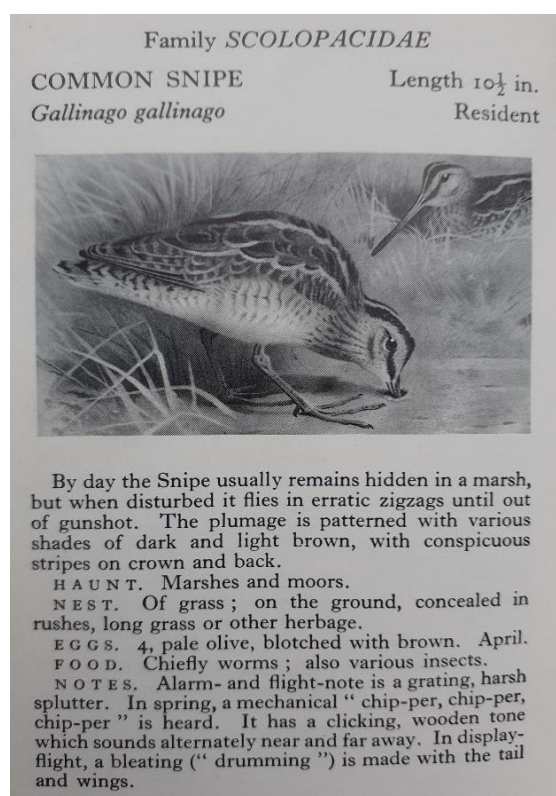 Family SCOLOPACIDAE
COMMON SNIPE Length 10½ in.
Gallinago gallinago Resident
By day the Snipe usually remains hidden in a marsh,
but when disturbed it flies in erratic zigzags until out
of gunshot. The plumage is patterned with various
shades of dark and light brown, with conspicuous
stripes on crown and back.
HAUNT. Marshes and moors.
NEST. Of grass ; on the ground, concealed in
rushes, long grass or other herbage.
EGGS. 4, pale olive, blotched with brown. April.
FOOD. Chiefly worms ; also various insects.
NOTES. Alarm- and flight-note is a grating, harsh
splutter. In spring, a mechanical “ chip-per, chip-per,
chip-per ” is heard. It has a clicking, wooden tone
which sounds alternately near and far away. In display-
flight, a bleating (“ drumming ”) is made with the tail
and wings.